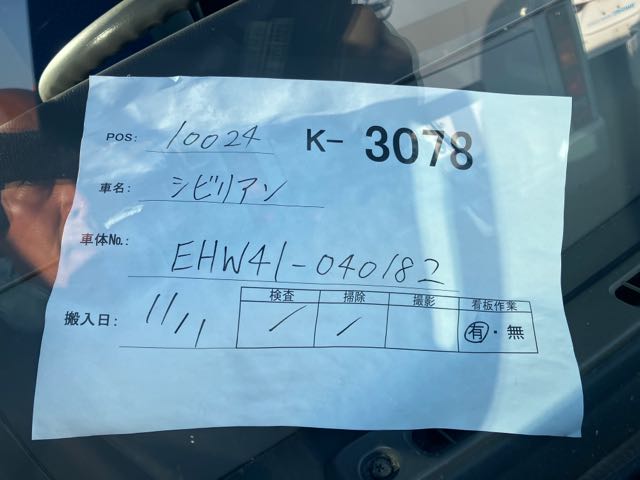 POS: 10024 K- 3078
車名: シビリアン
車体No.: EHW41-040182
搬入日: 11/1
検査 掃除 撮影 看板作業
/ / 有・無